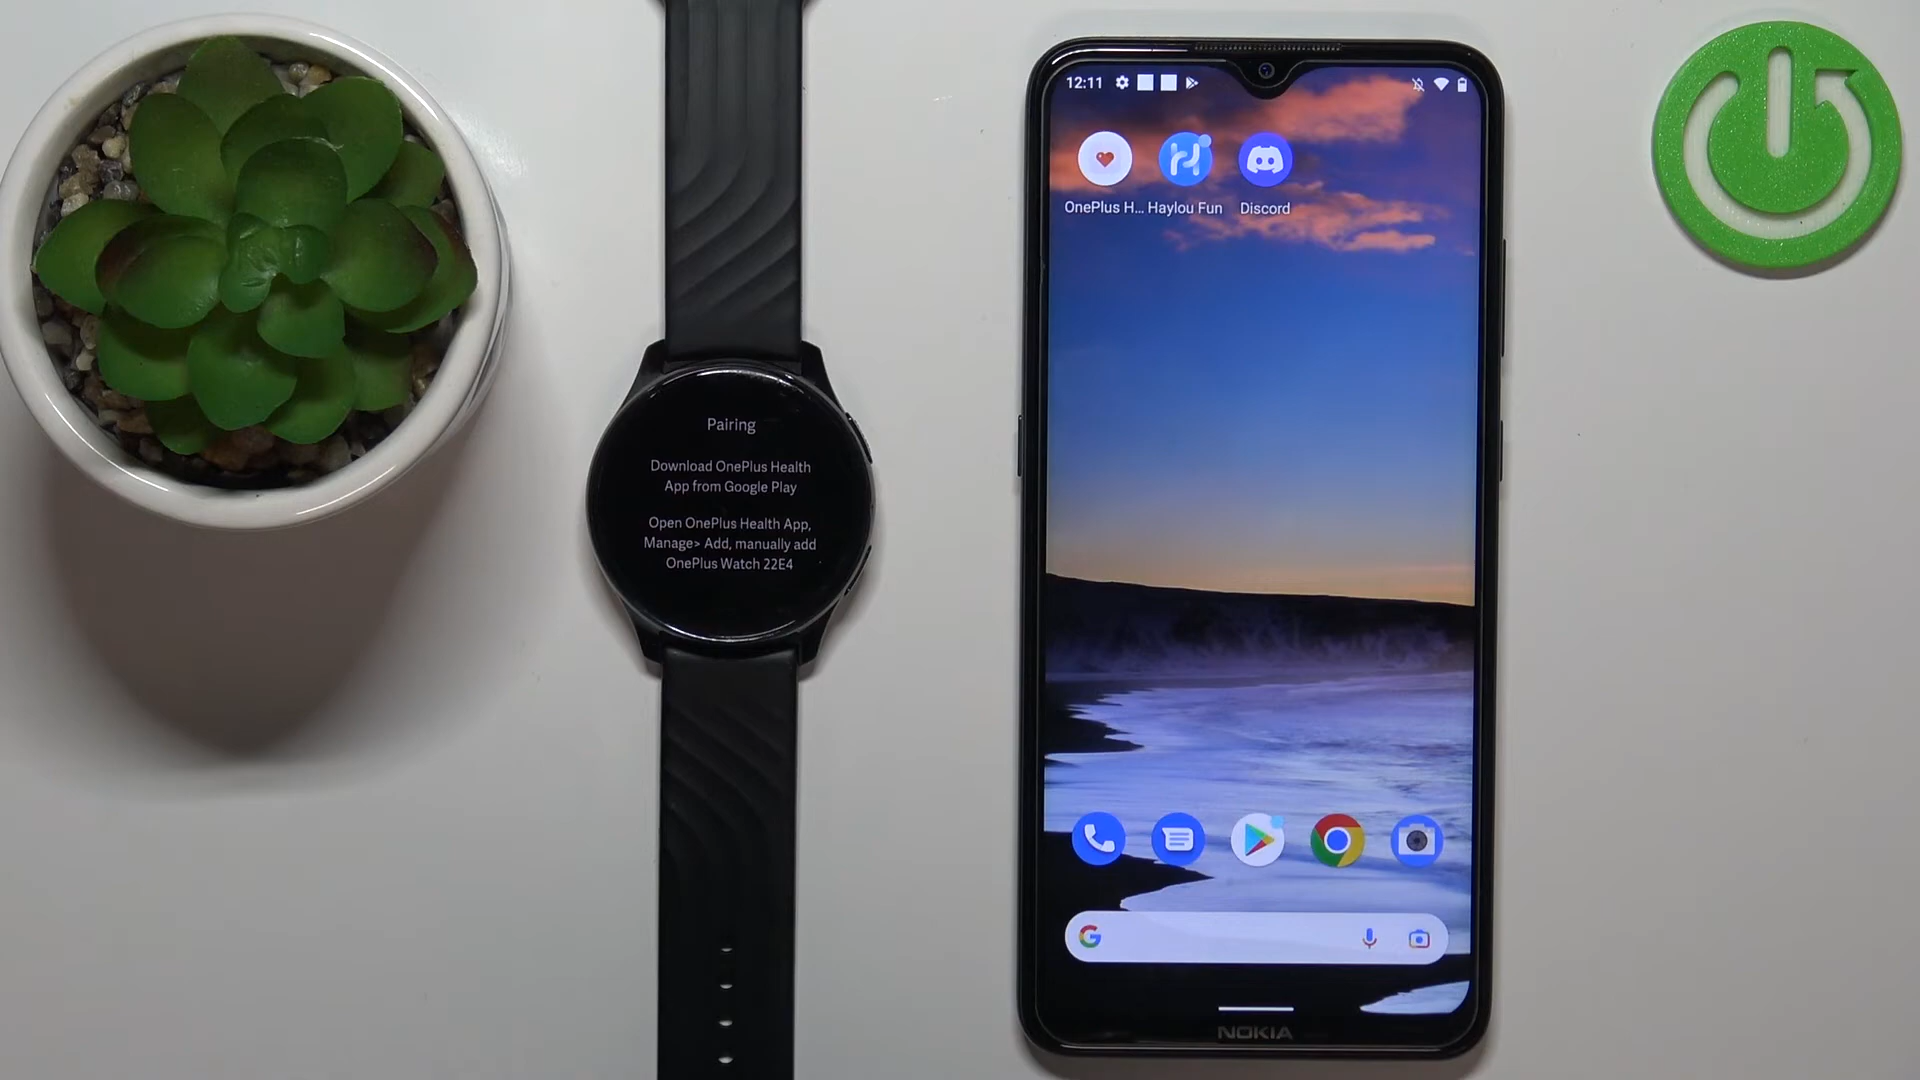 Pairing
Download OnePlus Health
App from Google Play
Open OnePlus Health App,
Manage> Add, manually add
OnePlus Watch 22E4
12:11
OnePlus H... Haylou Fun Discord
NOKIA